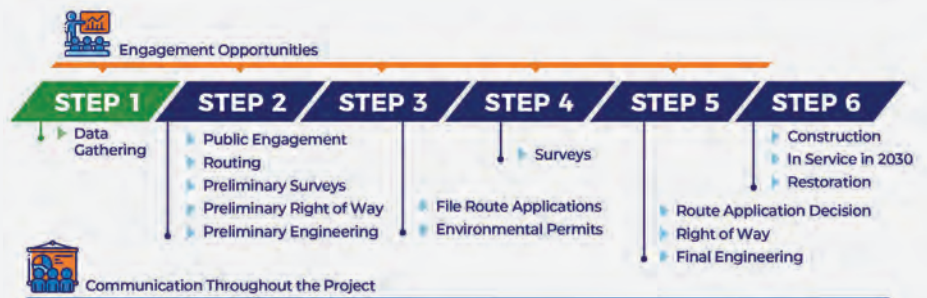 Engagement Opportunities
STEP 1
STEP 2
STEP 3
STEP 4
STEP 5
STEP 6
Data
Gathering
Public Engagement
Routing
Preliminary Surveys
Preliminary Right of Way
Preliminary Engineering
File Route Applications
Environmental Permits
Surveys
Route Application Decision
Right of Way
Final Engineering
Construction
In Service in 2030
Restoration
Communication Throughout the Project